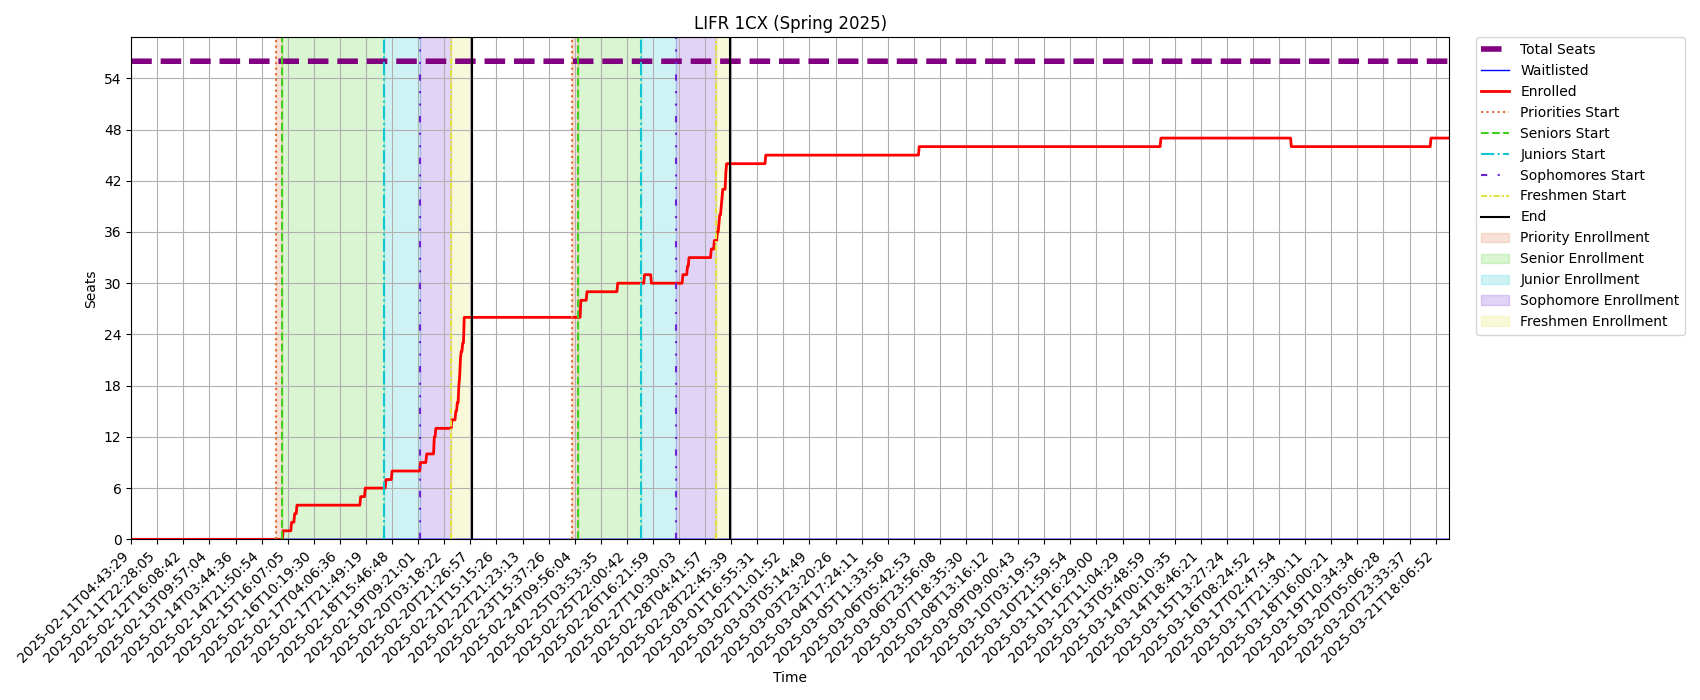 LIFR 1CX (Spring 2025)
Seats
54
48
42
36
30
24
18
12
6
0
2025-02-11T04:43:29
2025-02-11T22:28:05
2025-02-12T16:08:42
2025-02-13T09:57:04
2025-02-14T03:44:36
2025-02-14T21:50:54
2025-02-15T16:07:05
2025-02-16T10:19:30
2025-02-17T04:06:36
2025-02-17T21:49:19
2025-02-18T15:46:48
2025-02-19T09:21:01
2025-02-20T03:18:22
2025-02-20T21:26:57
2025-02-21T15:15:26
2025-02-22T21:23:13
2025-02-23T15:37:26
2025-02-24T09:56:04
2025-02-25T03:53:35
2025-02-25T22:00:42
2025-02-26T16:21:59
2025-02-27T10:30:03
2025-02-28T04:41:57
2025-02-28T22:45:39
2025-03-01T16:55:31
2025-03-02T11:01:52
2025-03-03T05:14:49
2025-03-03T23:20:26
2025-03-04T17:24:11
2025-03-05T11:33:56
2025-03-06T05:42:53
2025-03-06T23:56:08
2025-03-07T18:35:30
2025-03-08T13:16:12
2025-03-09T09:00:43
2025-03-10T03:19:53
2025-03-10T21:59:54
2025-03-11T16:29:00
2025-03-12T11:04:29
2025-03-13T05:48:59
2025-03-14T00:10:35
2025-03-14T18:46:21
2025-03-15T13:27:24
2025-03-16T08:24:52
2025-03-17T02:47:54
2025-03-17T21:30:11
2025-03-18T16:00:21
2025-03-19T10:34:34
2025-03-20T05:06:28
2025-03-20T23:33:37
2025-03-21T18:06:52
Time
Total Seats
Waitlisted
Enrolled
Priorities Start
Seniors Start
Juniors Start
Sophomores Start
Freshmen Start
End
Priority Enrollment
Senior Enrollment
Junior Enrollment
Sophomore Enrollment
Freshmen Enrollment